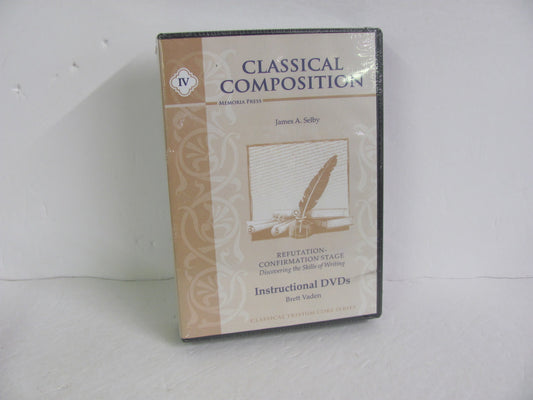 IV
CLASSICAL
COMPOSITION
MEMORIA PRESS
James A. Selby
REFUTATION-
CONFIRMATION STAGE
Discovering the Skills of Writing
Instructional DVDs
Brett Vaden
CLASSICAL TRIVIUM CORE SERIES